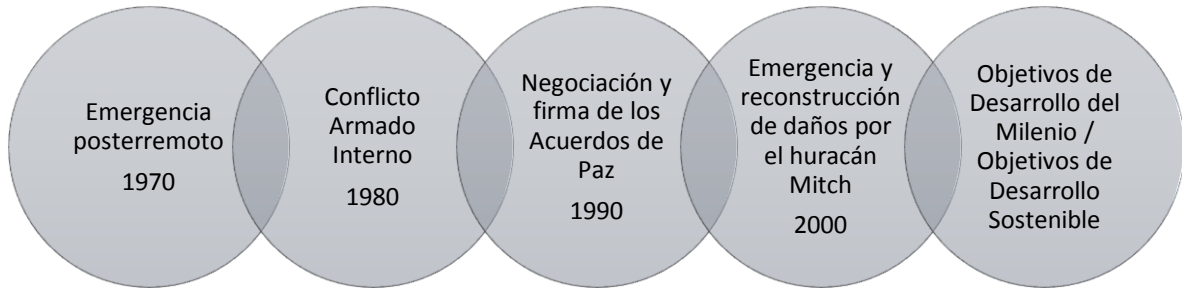 Emergencia
posterremoto
1970
Conflicto
Armado
Interno
1980
Negociación y
firma de los
Acuerdos de
Paz
1990
Emergencia y
reconstrucción
de daños por
el huracán
Mitch
2000
Objetivos de
Desarrollo del
Milenio /
Objetivos de
Desarrollo
Sostenible